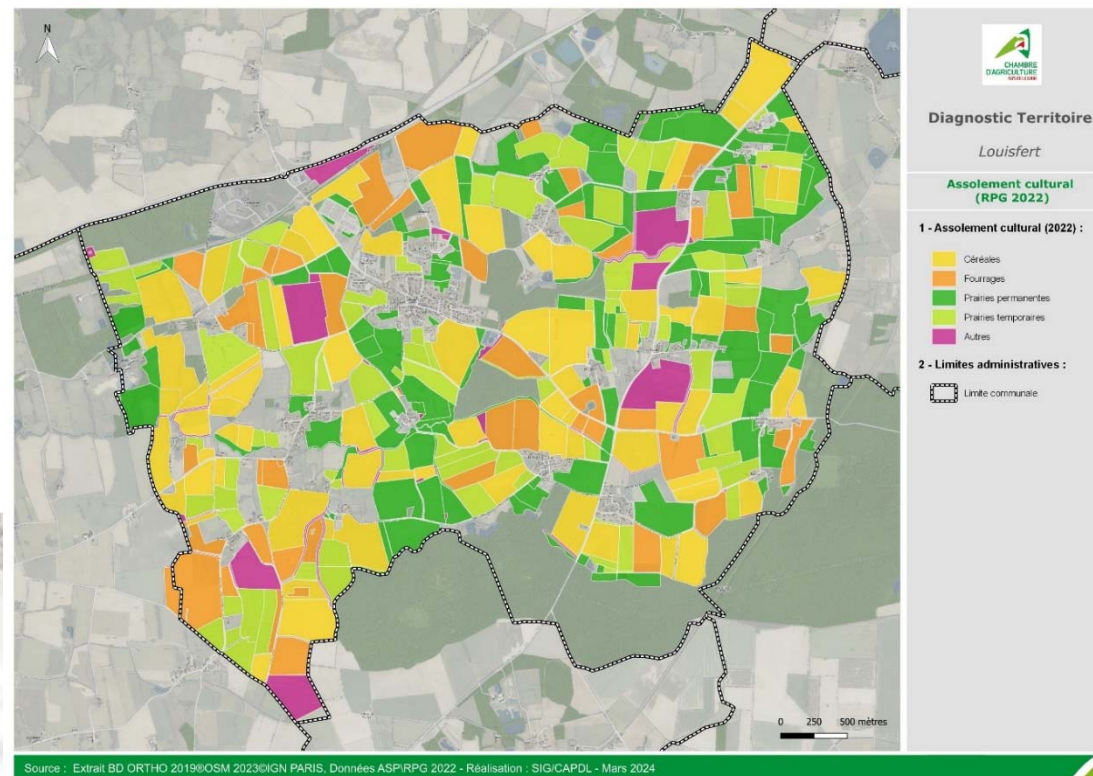 N
CHAMBRE
D'AGRICULTURE
Diagnostic Territoire
Louisfert
Assolement cultural
(RPG 2022)
1 - Assolement cultural (2022) :
Céréales
Fourrages
Prairies permanentes
Prairies temporaires
Autres
2 - Limites administratives :
Limite communale
0 250 500 mètres
Source : Extrait BD ORTHO 2019®OSM 2023©IGN PARIS, Données ASP\RPG 2022 - Réalisation : SIG/CAPDL - Mars 2024